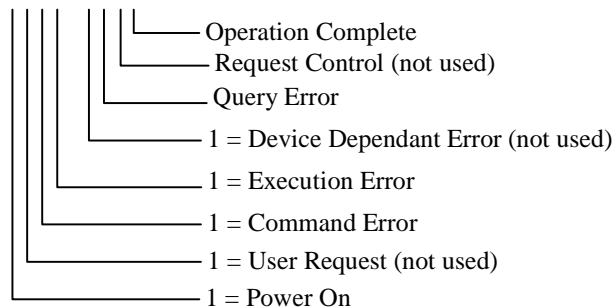 Operation Complete
Request Control (not used)
Query Error
1 = Device Dependant Error (not used)
1 = Execution Error
1 = Command Error
1 = User Request (not used)
1 = Power On